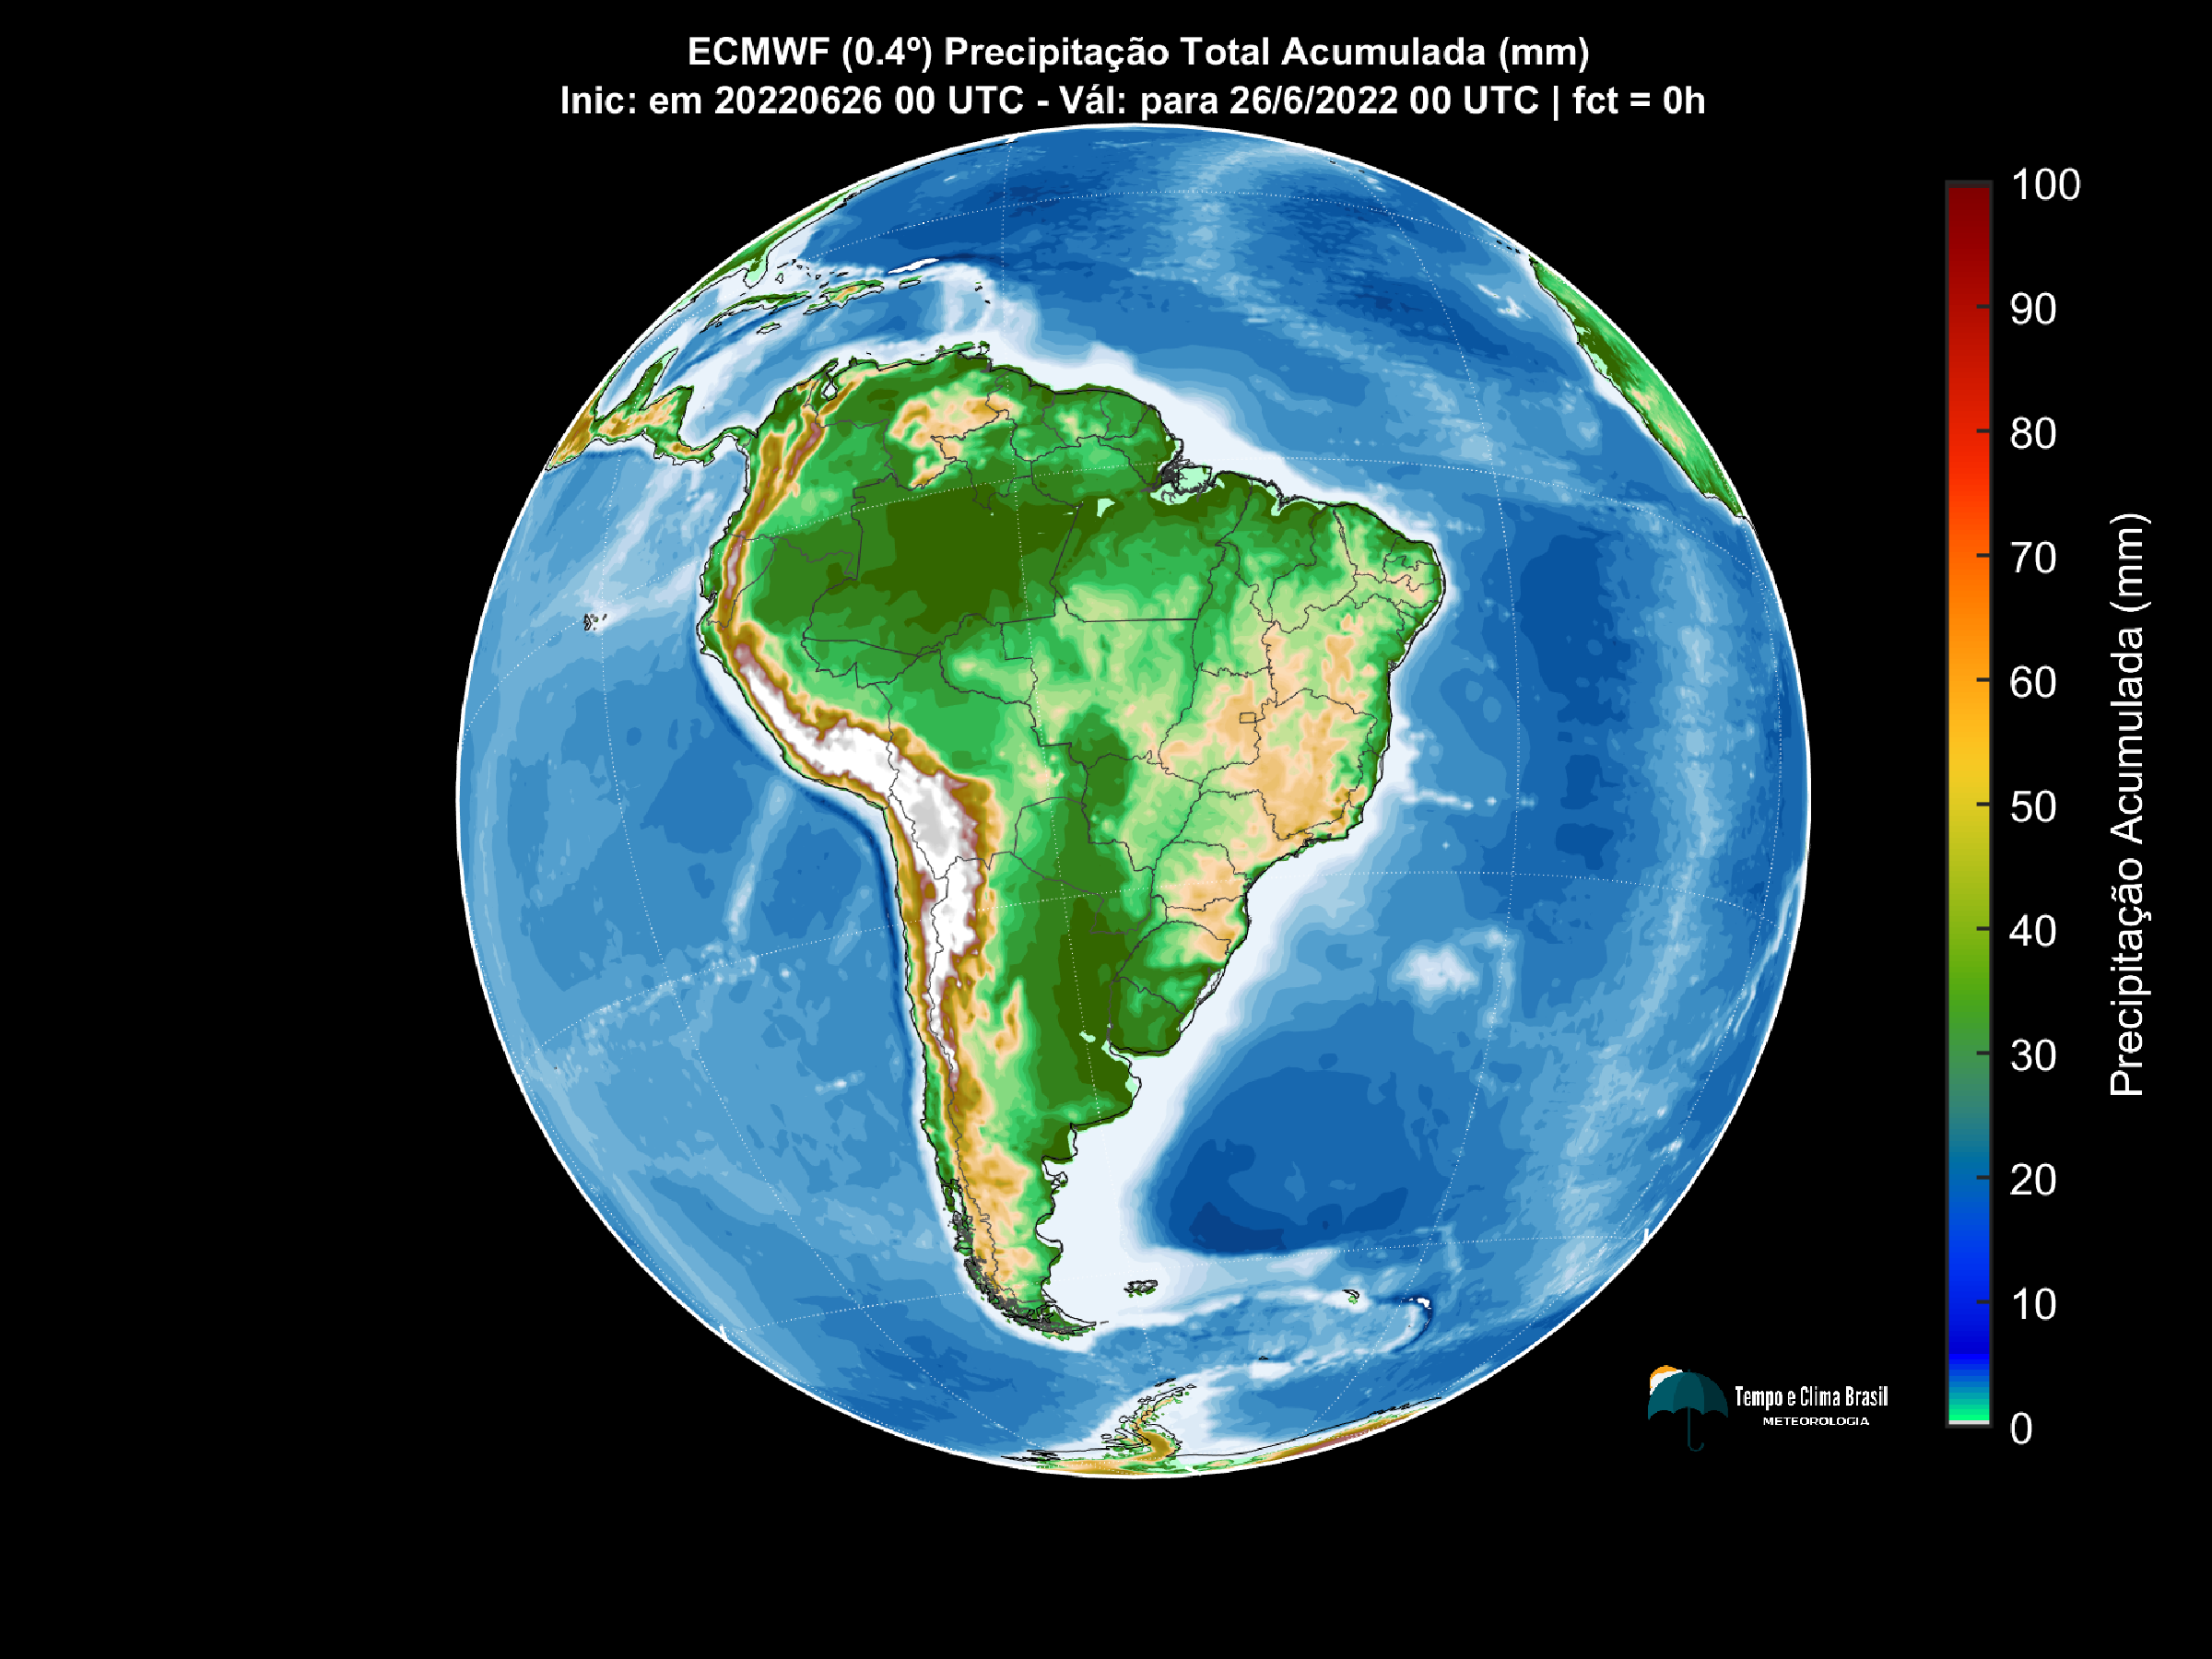 ECMWF (0.4º) Precipitação Total Acumulada (mm)
Inic: em 20220626 00 UTC - Vál: para 26/6/2022 00 UTC | fct = 0h
100
90
80
70
60
50
40
30
20
10
0
Precipitação Acumulada (mm)
Tempo e Clima Brasil
METEOROLOGIA